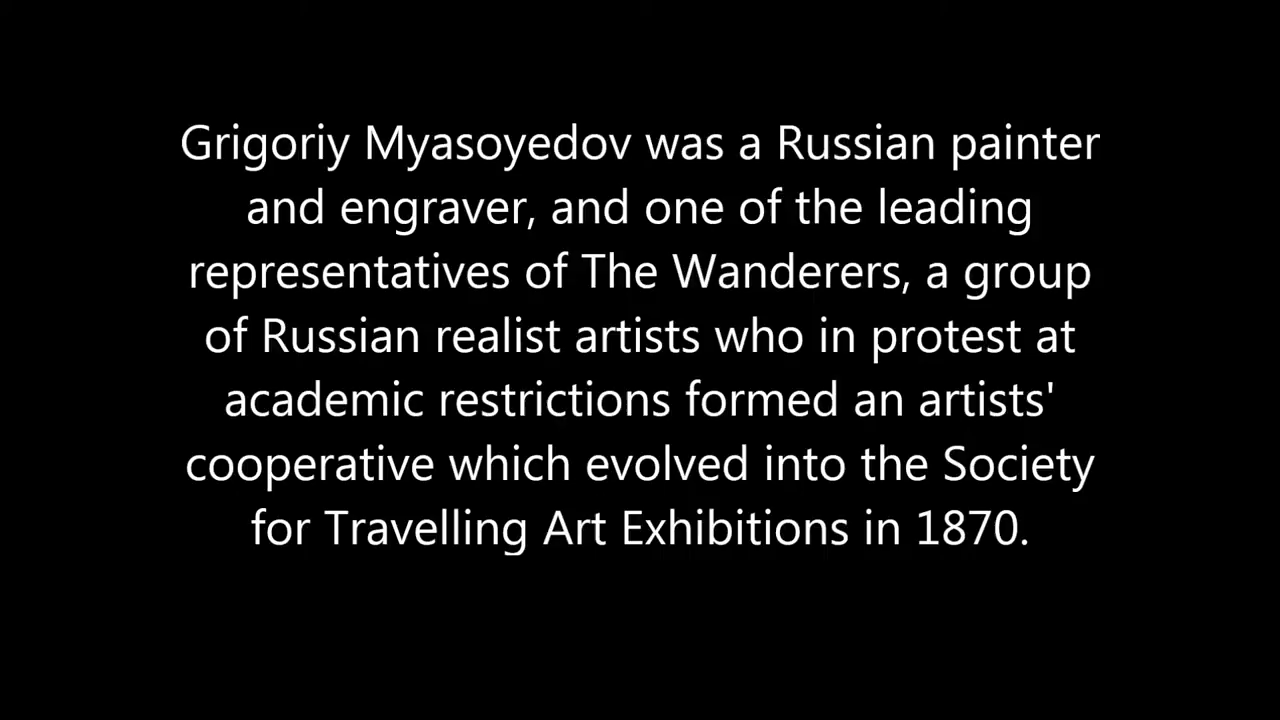 Grigoriy Myasoyedov was a Russian painter
and engraver, and one of the leading
representatives of The Wanderers, a group
of Russian realist artists who in protest at
academic restrictions formed an artists'
cooperative which evolved into the Society
for Travelling Art Exhibitions in 1870.